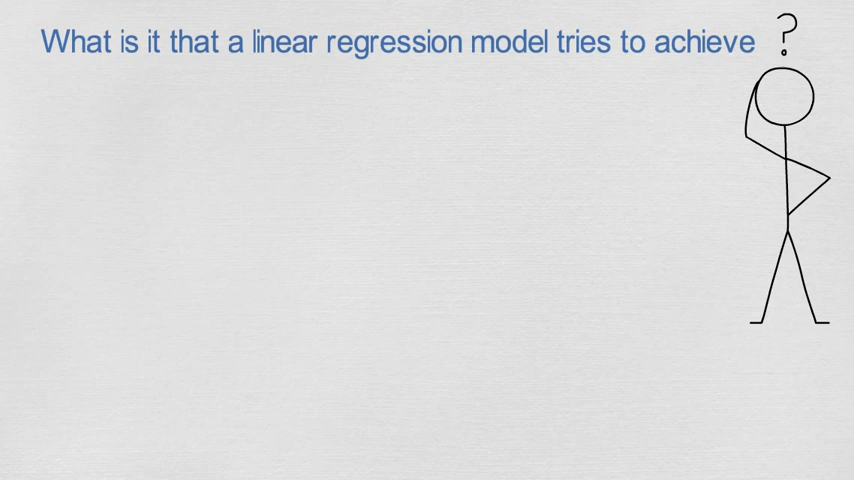 What is it that a linear regression model tries to achieve ?